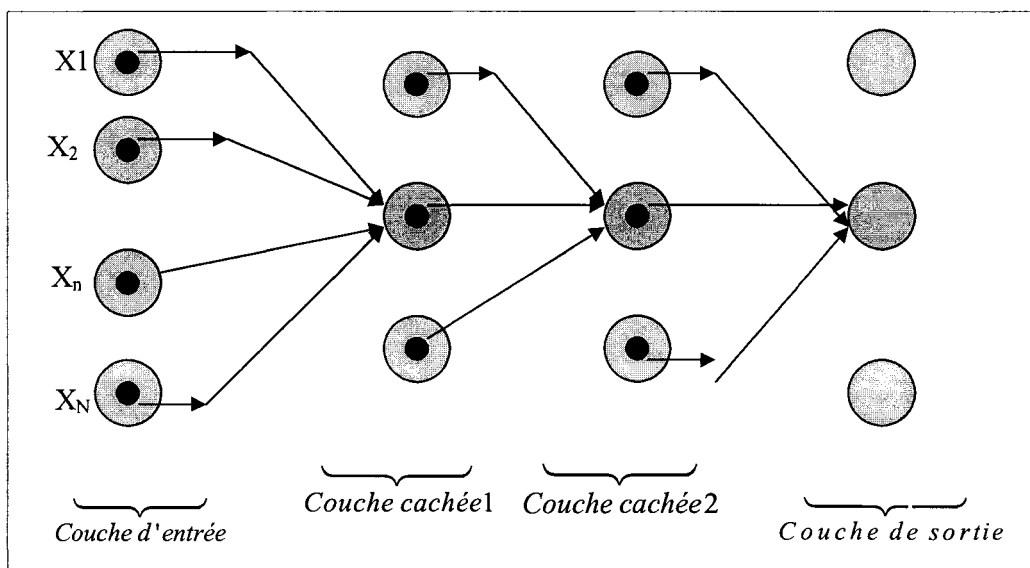 X1
X2
Xn
XN
Couche d'entrée
Couche cachée1
Couche cachée2
Couche de sortie